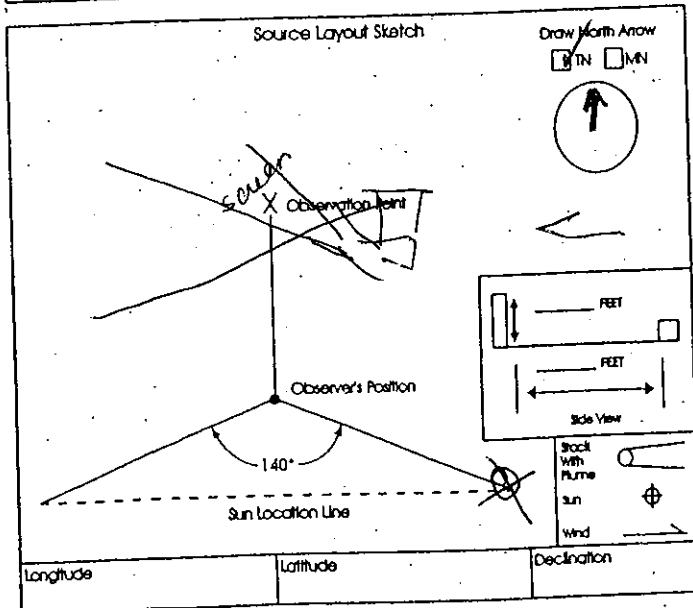 Source Layout Sketch
Draw North Arrow
TN MN
X Observation Point
FEET
FEET
Side View
Observer's Position
140°
Sun Location Line
Stack
With
Plume
Sun
Wind
Longitude
Latitude
Declination